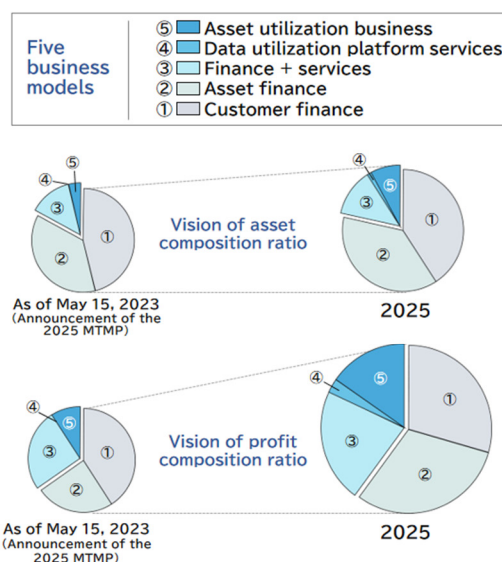 Five
business
models
⑤ Asset utilization business
④ Data utilization platform services
③ Finance + services
② Asset finance
① Customer finance
④
⑤
③
①
②
Vision of asset
composition ratio
④
⑤
③
①
②
As of May 15, 2023
(Announcement of the
2025 MTMP)
2025
④
⑤
③
①
②
Vision of profit
composition ratio
④
⑤
①
③
②
As of May 15, 2023
(Announcement of the
2025 MTMP)
2025